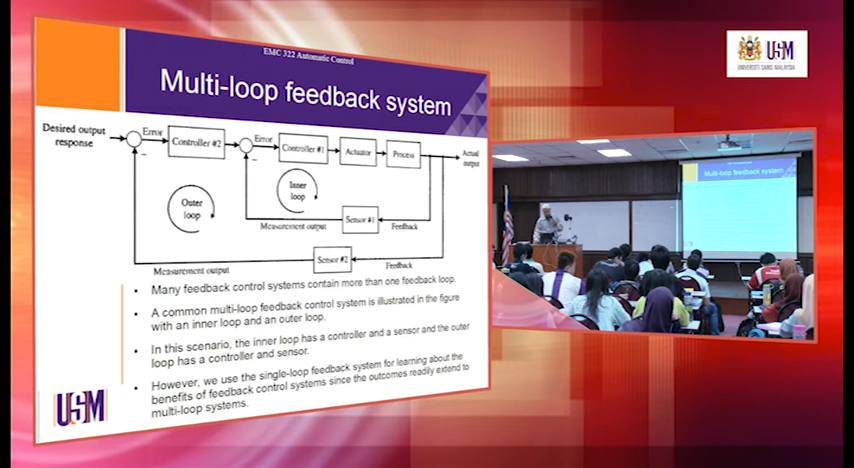 EMC 322 Automatic Control
Multi-loop feedback system
Desired output
response
Error
Controller #2
Error
Controller #1
Actuator
Process
Actual
output
Outer
loop
Inner
loop
Sensor #1
Measurement output
Feedback
Sensor #2
Measurement output
Feedback
• Many feedback control systems contain more than one feedback loop.
• A common multi-loop feedback control system is illustrated in the figure
with an inner loop and an outer loop.
• In this scenario, the inner loop has a controller and a sensor and the outer
loop has a controller and sensor.
• However, we use the single-loop feedback system for learning about the
benefits of feedback control systems since the outcomes readily extend to
multi-loop systems.
USM
USM
UNIVERSITI SAINS MALAYSIA
Multi-loop feedback system